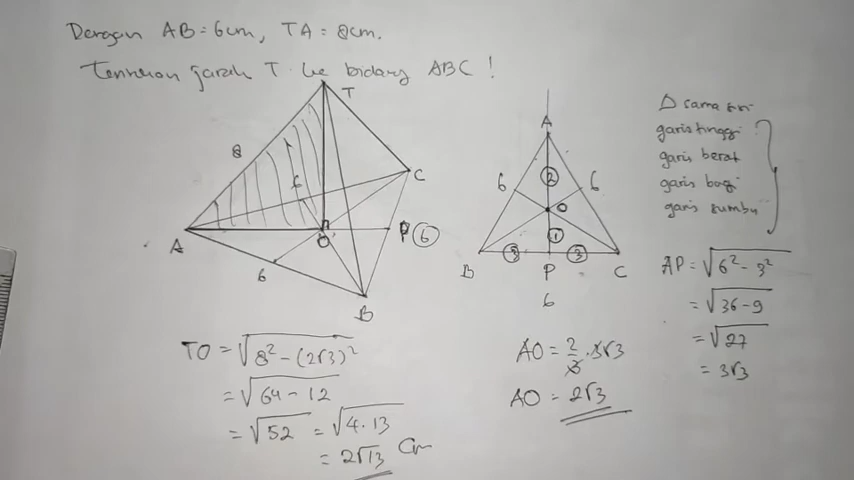 Dengan AB = 6cm, TA = 8cm.
Tentukan jarak T ke bidang ABC !
T
8
6
C
A
O
P 6
6
B
A
6 2 6
O
1
B 3 P 3 C
6
Δ sama sisi
garis tinggi
garis berat
garis bagi
garis sumbu
AP = √6² - 3²
= √36 - 9
= √27
= 3√3
AO = 2/3 · 3√3
AO = 2√3
TO = √8² - (2√3)²
= √64 - 12
= √52 = √4.13
= 2√13 Cm